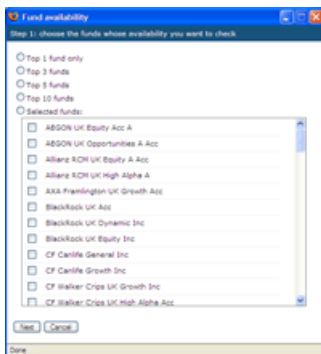 Fund availability
Step 1: choose the funds whose availability you want to check
Top 1 fund only
Top 3 funds
Top 5 funds
Top 10 funds
Selected funds:
AEGON UK Equity Acc A
AEGON UK Opportunities A Acc
Allianz RCM UK Equity A Acc
Allianz RCM UK High Alpha A
AXA Framlington UK Growth Acc
BlackRock UK Acc
BlackRock UK Dynamic Inc
BlackRock UK Equity Inc
CF Canlife General Inc
CF Canlife Growth Inc
CF Walker Crips UK Growth Inc
CF Walker Crips UK High Alpha Acc
Next Cancel
Done